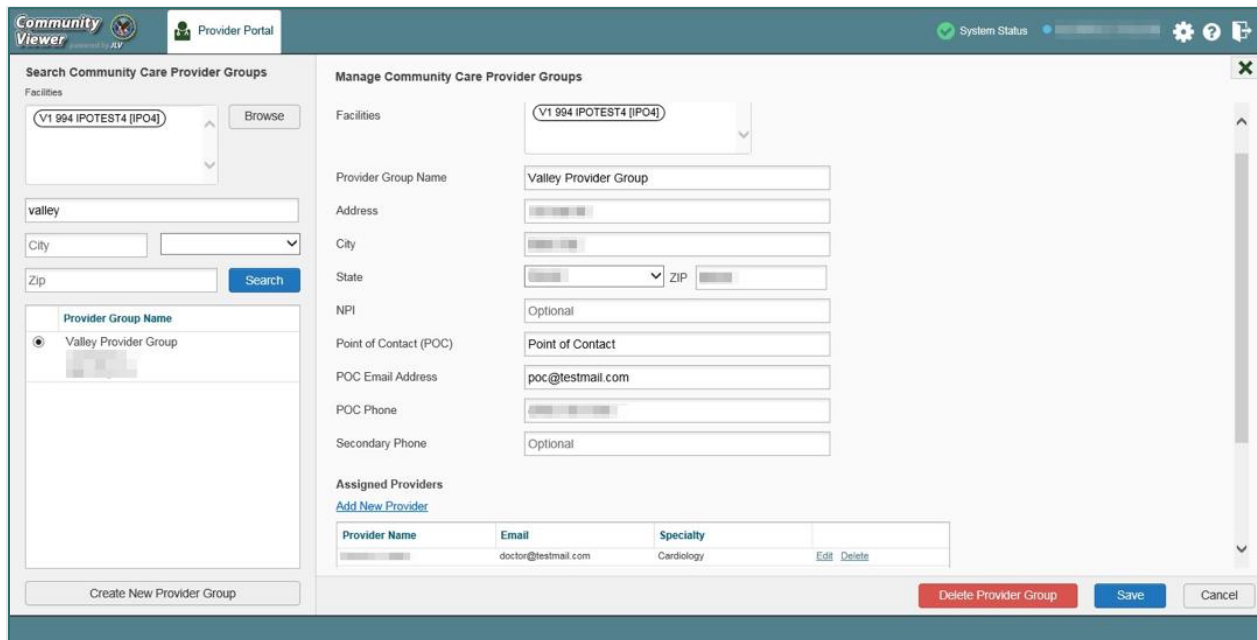 Community
Viewer powered by JLV
Provider Portal
System Status
Search Community Care Provider Groups
Facilities
V1 994 IPOTEST4 [IPO4]
Browse
valley
City
Zip
Search
Provider Group Name
Valley Provider Group
Create New Provider Group
Manage Community Care Provider Groups
Facilities V1 994 IPOTEST4 [IPO4]
Provider Group Name Valley Provider Group
Address
City
State ZIP
NPI Optional
Point of Contact (POC) Point of Contact
POC Email Address poc@testmail.com
POC Phone
Secondary Phone Optional
Assigned Providers
Add New Provider
Provider Name Email Specialty
doctor@testmail.com Cardiology Edit Delete
Delete Provider Group Save Cancel